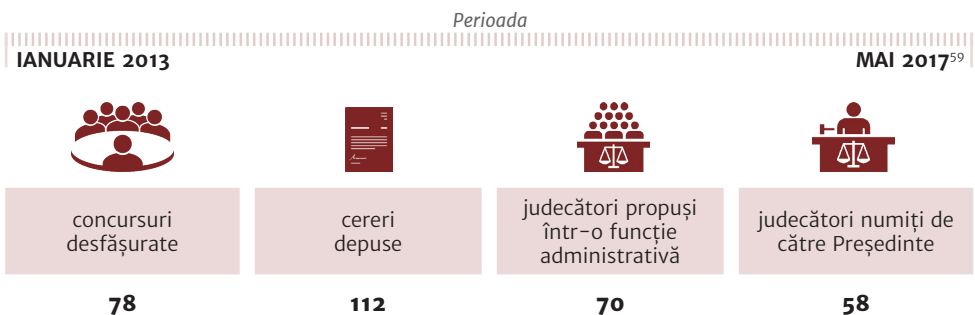 Perioada
IANUARIE 2013
MAI 201759
concursuri
desfășurate
cereri
depuse
judecători propuși
într-o funcție
administrativă
judecători numiți de
către Președinte
78
112
70
58